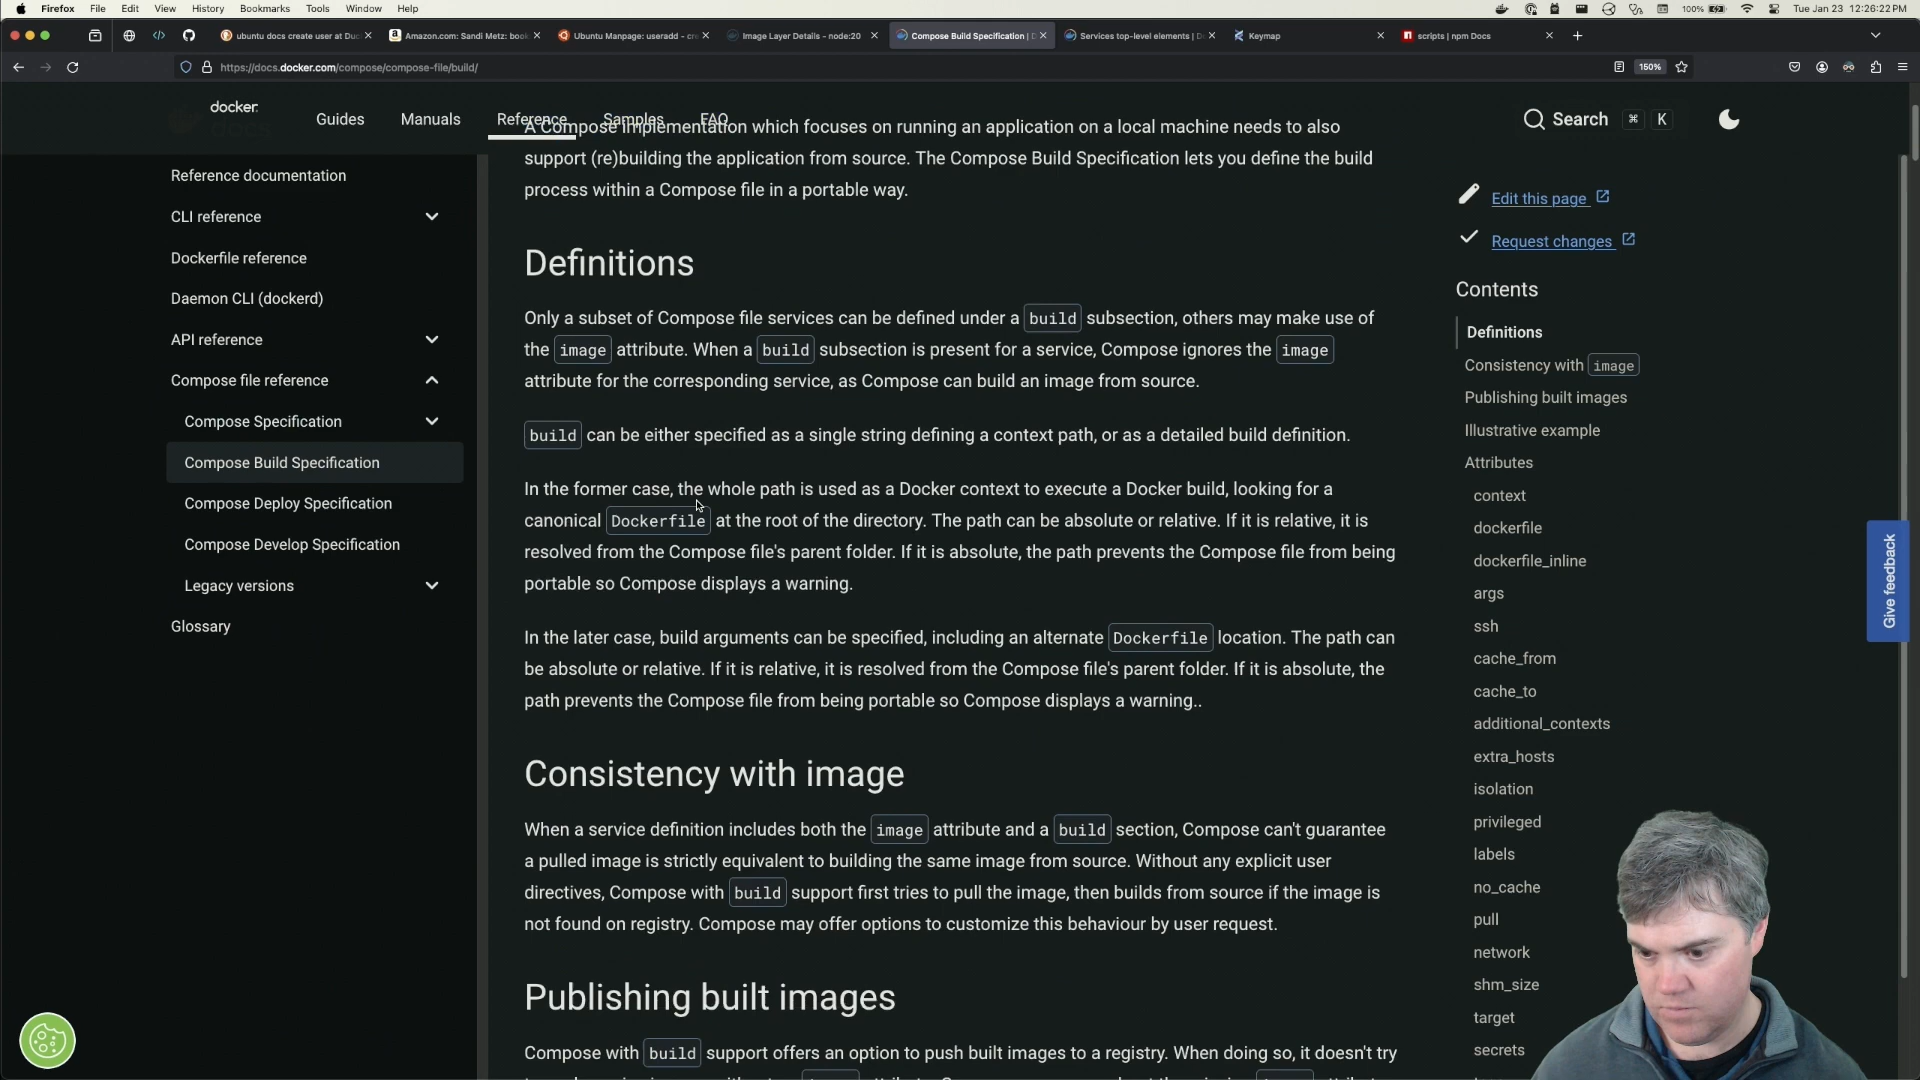 Firefox File Edit View History Bookmarks Tools Window Help
100% Tue Jan 23 12:26:22 PM
ubuntu docs create user at Duc
Amazon.com: Sandi Metz: book
Ubuntu Manpage: useradd - cre
Image Layer Details - node:20
Compose Build Specification | D
Services top-level elements | D
Keymap
scripts | npm Docs
https://docs.docker.com/compose/compose-file/build/
150%
docker
docs
Guides Manuals Reference Samples FAQ
Search ⌘ K
Reference documentation
CLI reference
Dockerfile reference
Daemon CLI (dockerd)
API reference
Compose file reference
Compose Specification
Compose Build Specification
Compose Deploy Specification
Compose Develop Specification
Legacy versions
Glossary
A Compose implementation which focuses on running an application on a local machine needs to also
support (re)building the application from source. The Compose Build Specification lets you define the build
process within a Compose file in a portable way.
Definitions
Only a subset of Compose file services can be defined under a build subsection, others may make use of
the image attribute. When a build subsection is present for a service, Compose ignores the image
attribute for the corresponding service, as Compose can build an image from source.
build can be either specified as a single string defining a context path, or as a detailed build definition.
In the former case, the whole path is used as a Docker context to execute a Docker build, looking for a
canonical Dockerfile at the root of the directory. The path can be absolute or relative. If it is relative, it is
resolved from the Compose file's parent folder. If it is absolute, the path prevents the Compose file from being
portable so Compose displays a warning.
In the later case, build arguments can be specified, including an alternate Dockerfile location. The path can
be absolute or relative. If it is relative, it is resolved from the Compose file's parent folder. If it is absolute, the
path prevents the Compose file from being portable so Compose displays a warning..
Consistency with image
When a service definition includes both the image attribute and a build section, Compose can't guarantee
a pulled image is strictly equivalent to building the same image from source. Without any explicit user
directives, Compose with build support first tries to pull the image, then builds from source if the image is
not found on registry. Compose may offer options to customize this behaviour by user request.
Publishing built images
Compose with build support offers an option to push built images to a registry. When doing so, it doesn't try
Edit this page
Request changes
Contents
Definitions
Consistency with image
Publishing built images
Illustrative example
Attributes
context
dockerfile
dockerfile_inline
args
ssh
cache_from
cache_to
additional_contexts
extra_hosts
isolation
privileged
labels
no_cache
pull
network
shm_size
target
secrets
Give feedback